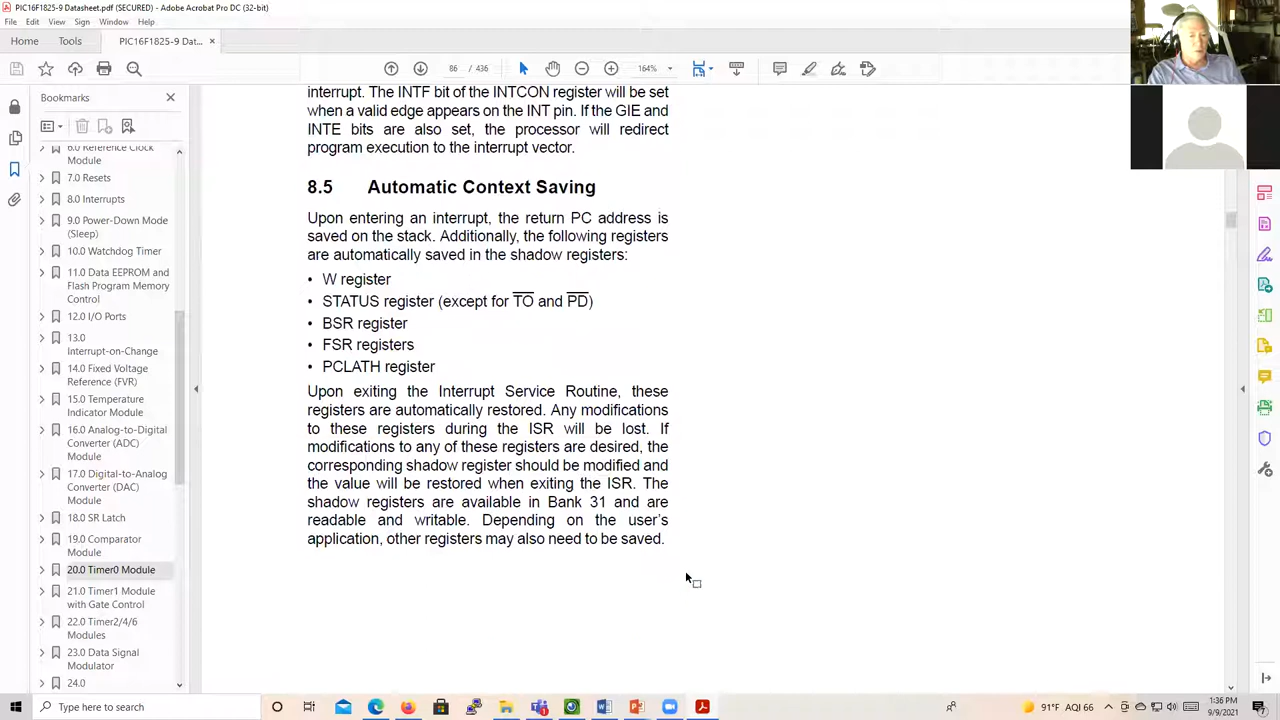 PIC16F1825-9 Datasheet.pdf (SECURED) - Adobe Acrobat Pro DC (32-bit)
File Edit View Sign Window Help
Home Tools PIC16F1825-9 Dat... ×
86 / 436 164%
Bookmarks
6.0 Reference Clock
Module
7.0 Resets
8.0 Interrupts
9.0 Power-Down Mode
(Sleep)
10.0 Watchdog Timer
11.0 Data EEPROM and
Flash Program Memory
Control
12.0 I/O Ports
13.0
Interrupt-on-Change
14.0 Fixed Voltage
Reference (FVR)
15.0 Temperature
Indicator Module
16.0 Analog-to-Digital
Converter (ADC)
Module
17.0 Digital-to-Analog
Converter (DAC)
Module
18.0 SR Latch
19.0 Comparator
Module
20.0 Timer0 Module
21.0 Timer1 Module
with Gate Control
22.0 Timer2/4/6
Modules
23.0 Data Signal
Modulator
24.0
interrupt. The INTF bit of the INTCON register will be set
when a valid edge appears on the INT pin. If the GIE and
INTE bits are also set, the processor will redirect
program execution to the interrupt vector.
8.5 Automatic Context Saving
Upon entering an interrupt, the return PC address is
saved on the stack. Additionally, the following registers
are automatically saved in the shadow registers:
• W register
• STATUS register (except for TO and PD)
• BSR register
• FSR registers
• PCLATH register
Upon exiting the Interrupt Service Routine, these
registers are automatically restored. Any modifications
to these registers during the ISR will be lost. If
modifications to any of these registers are desired, the
corresponding shadow register should be modified and
the value will be restored when exiting the ISR. The
shadow registers are available in Bank 31 and are
readable and writable. Depending on the user's
application, other registers may also need to be saved.
Type here to search
91°F AQI 66
1:36 PM
9/9/2021